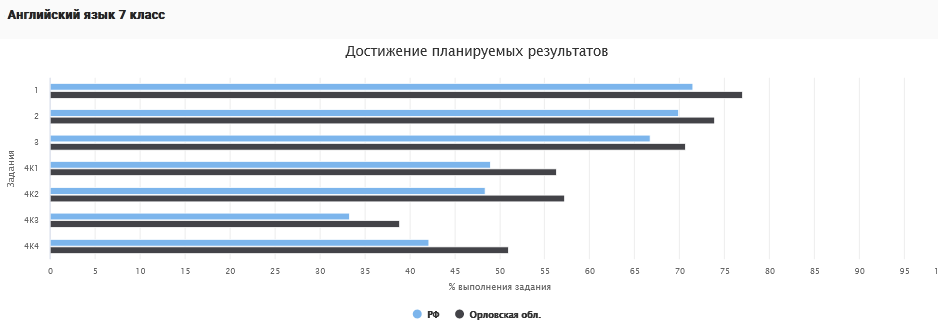 Английский язык 7 класс
Достижение планируемых результатов
Задания
1
2
3
4К1
4К2
4К3
4К4
0 5 10 15 20 25 30 35 40 45 50 55 60 65 70 75 80 85 90 95
% выполнения задания
РФ Орловская обл.